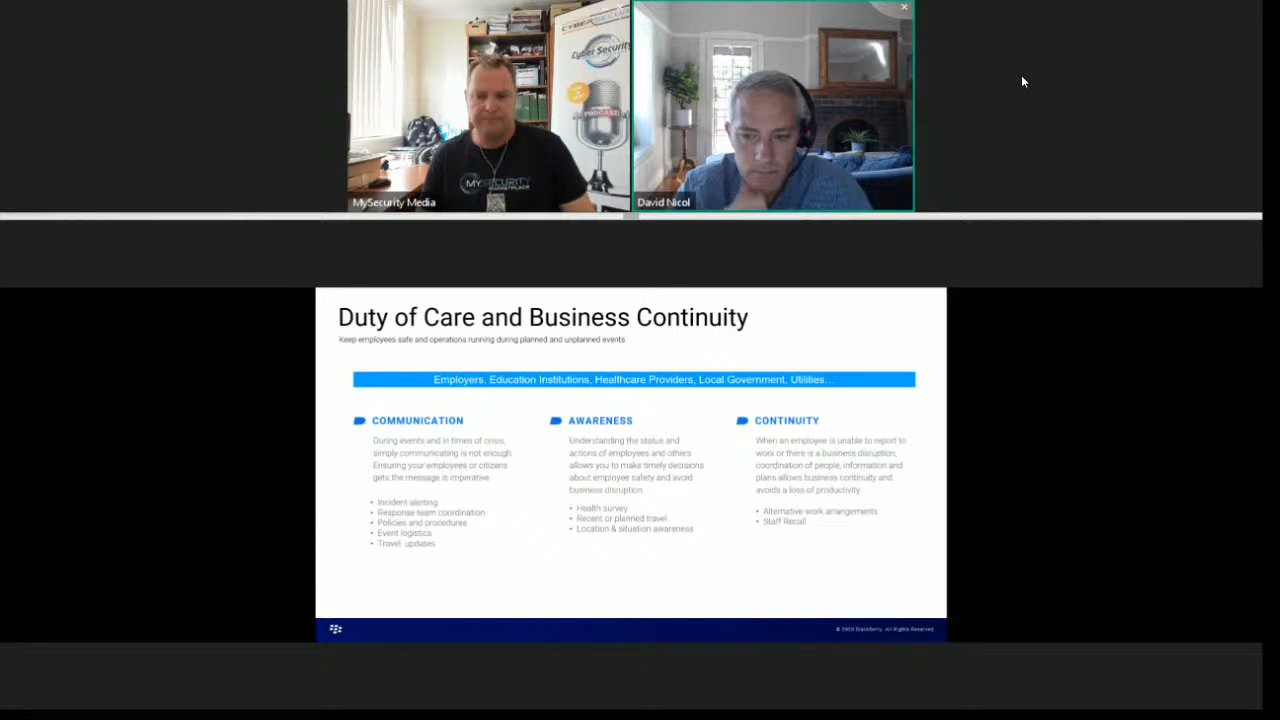 CYBERSECU
Cyber Security
PODCAST
MYSECURITY
MARKETPLACE
MySecurity Media
David Nicol
Duty of Care and Business Continuity
Keep employees safe and operations running during planned and unplanned events
Employers, Education Institutions, Healthcare Providers, Local Government, Utilities...
COMMUNICATION
During events and in times of crisis,
simply communicating is not enough.
Ensuring your employees or citizens
gets the message is imperative.
• Incident alerting
• Response team coordination
• Policies and procedures
• Event logistics
• Travel updates
AWARENESS
Understanding the status and
actions of employees and others
allows you to make timely decisions
about employee safety and avoid
business disruption.
• Health survey
• Recent or planned travel
• Location & situation awareness
CONTINUITY
When an employee is unable to report to
work or there is a business disruption,
coordination of people, information and
plans allows business continuity and
avoids a loss of productivity.
• Alternative work arrangements
• Staff Recall
© 2020 BlackBerry. All Rights Reserved.